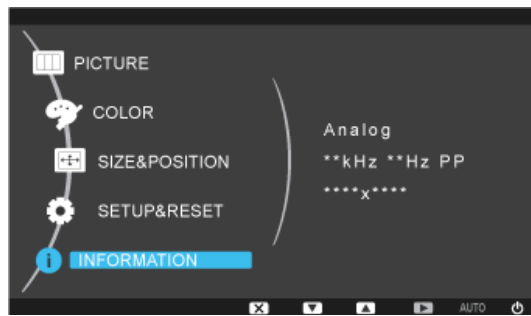 PICTURE
COLOR
SIZE&POSITION
SETUP&RESET
INFORMATION
Analog
**kHz **Hz PP
****x****
AUTO